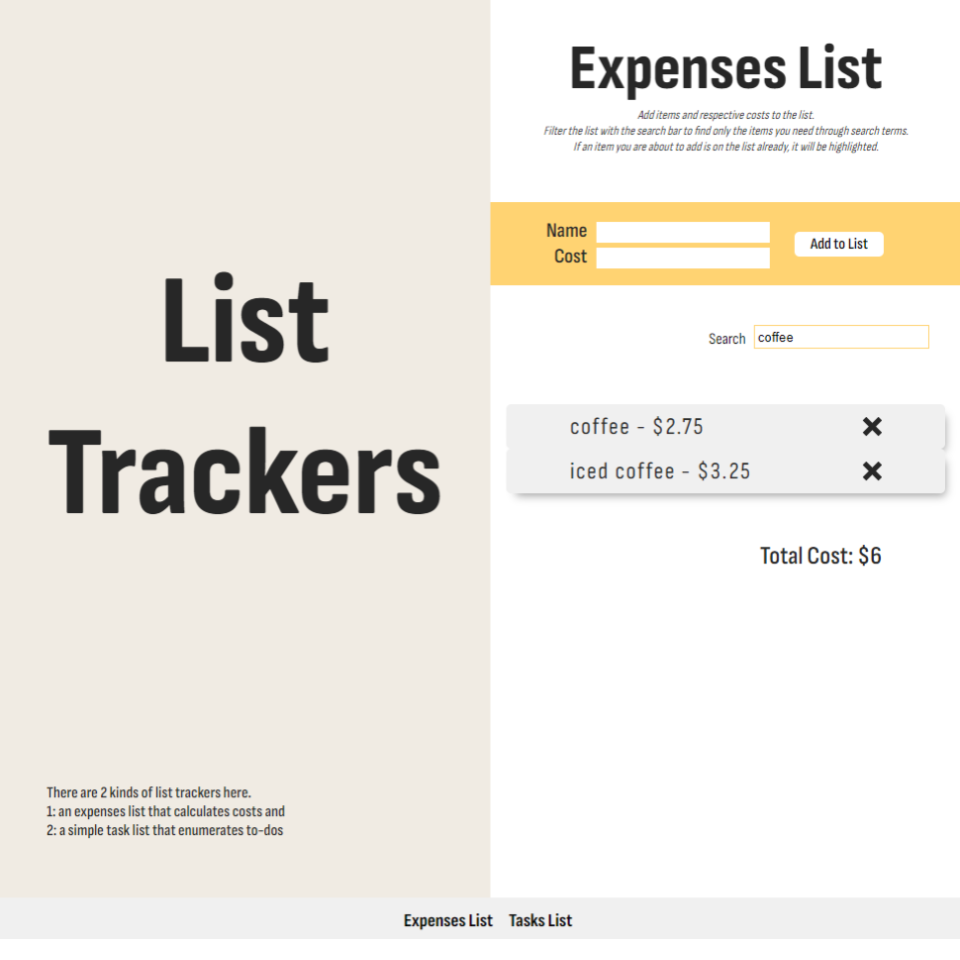 List
Trackers
There are 2 kinds of list trackers here.
1: an expenses list that calculates costs and
2: a simple task list that enumerates to-dos
Expenses List
Add items and respective costs to the list.
Filter the list with the search bar to find only the items you need through search terms.
If an item you are about to add is on the list already, it will be highlighted.
Name
Cost
Add to List
Search coffee
coffee - $2.75
iced coffee - $3.25
Total Cost: $6
Expenses List Tasks List